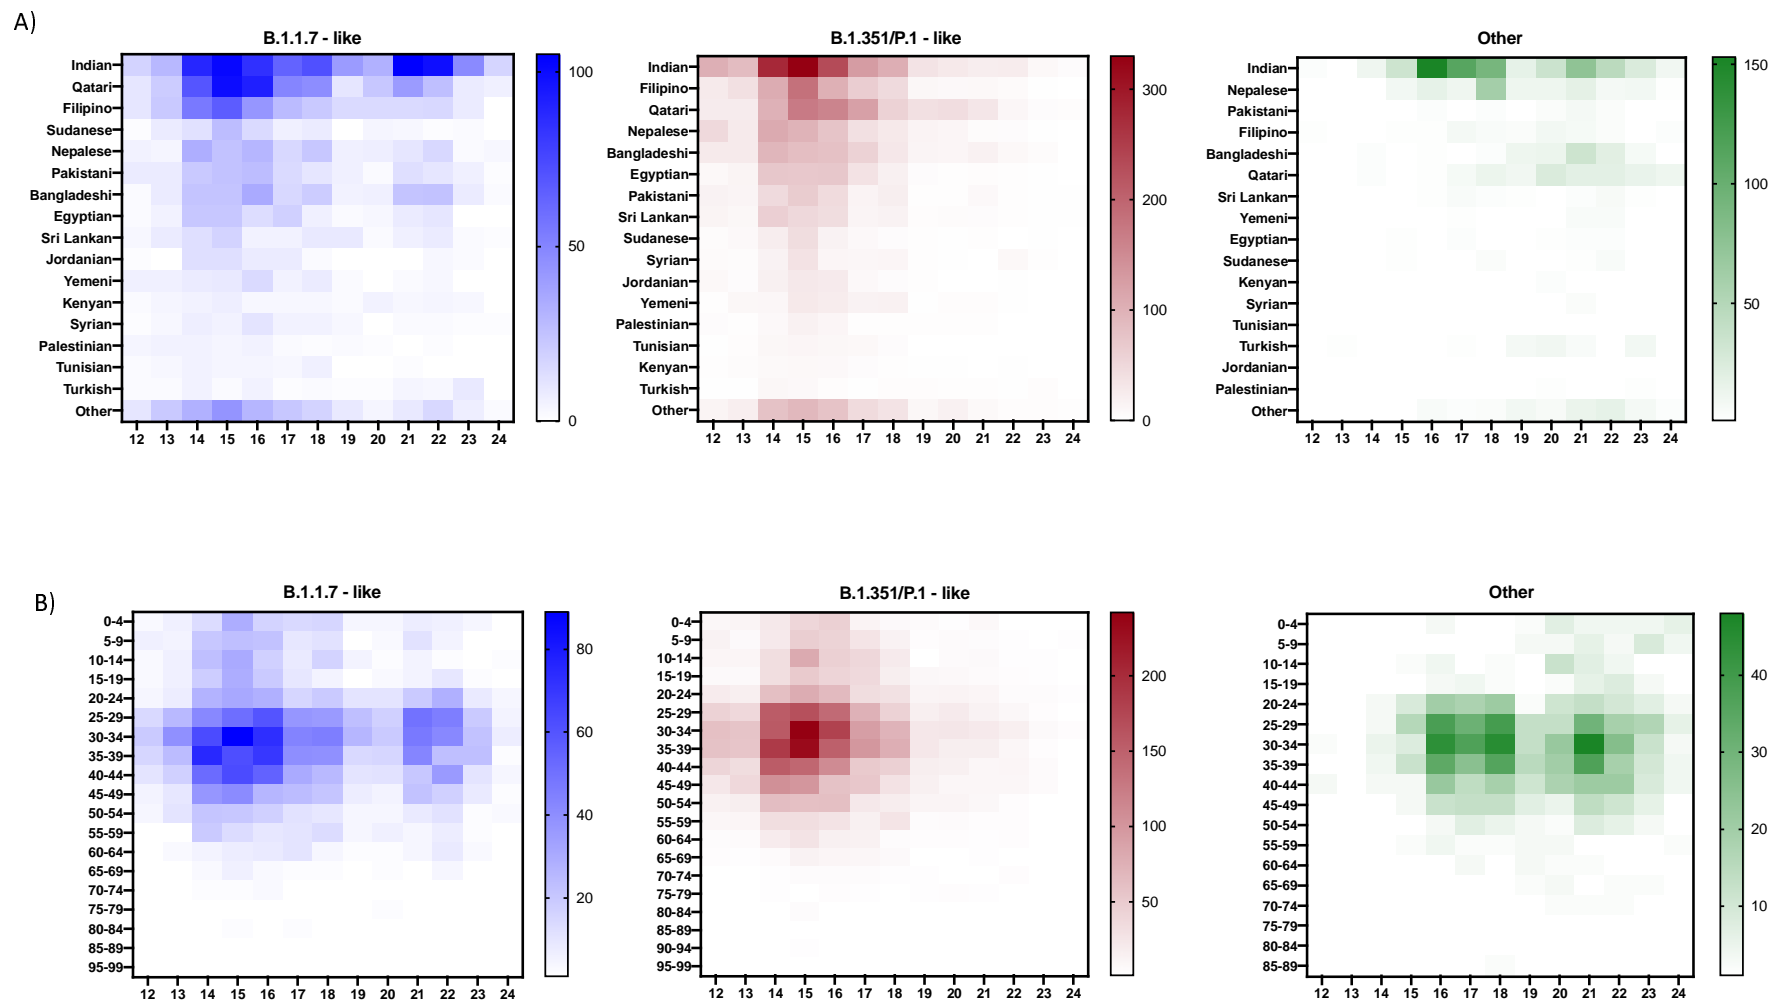 A)
B.1.1.7 - like
Indian
Qatari
Filipino
Sudanese
Nepalese
Pakistani
Bangladeshi
Egyptian
Sri Lankan
Jordanian
Yemeni
Kenyan
Syrian
Palestinian
Tunisian
Turkish
Other
12 13 14 15 16 17 18 19 20 21 22 23 24
100
50
0
B.1.351/P.1 - like
Indian
Filipino
Qatari
Nepalese
Bangladeshi
Egyptian
Pakistani
Sri Lankan
Sudanese
Syrian
Jordanian
Yemeni
Palestinian
Tunisian
Kenyan
Turkish
Other
12 13 14 15 16 17 18 19 20 21 22 23 24
300
200
100
0
Other
Indian
Nepalese
Pakistani
Filipino
Bangladeshi
Qatari
Sri Lankan
Yemeni
Egyptian
Sudanese
Kenyan
Syrian
Tunisian
Turkish
Jordanian
Palestinian
Other
12 13 14 15 16 17 18 19 20 21 22 23 24
150
100
50
B)
B.1.1.7 - like
0-4
5-9
10-14
15-19
20-24
25-29
30-34
35-39
40-44
45-49
50-54
55-59
60-64
65-69
70-74
75-79
80-84
85-89
95-99
12 13 14 15 16 17 18 19 20 21 22 23 24
80
60
40
20
B.1.351/P.1 - like
0-4
5-9
10-14
15-19
20-24
25-29
30-34
35-39
40-44
45-49
50-54
55-59
60-64
65-69
70-74
75-79
80-84
85-89
90-94
95-99
12 13 14 15 16 17 18 19 20 21 22 23 24
200
150
100
50
Other
0-4
5-9
10-14
15-19
20-24
25-29
30-34
35-39
40-44
45-49
50-54
55-59
60-64
65-69
70-74
75-79
80-84
85-89
12 13 14 15 16 17 18 19 20 21 22 23 24
40
30
20
10